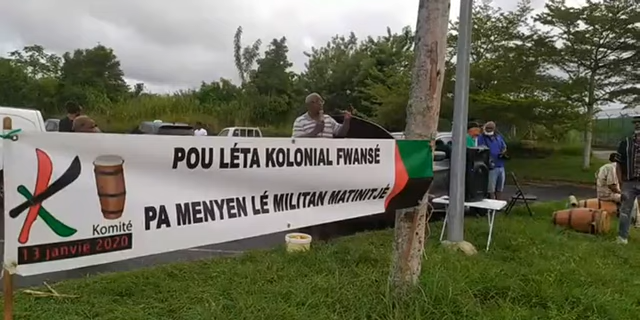 POU LÉTA KOLONIAL FWANSÉ
PA MENYEN LÉ MILITAN MATINITJÉ
Komité
13 janvie 2020